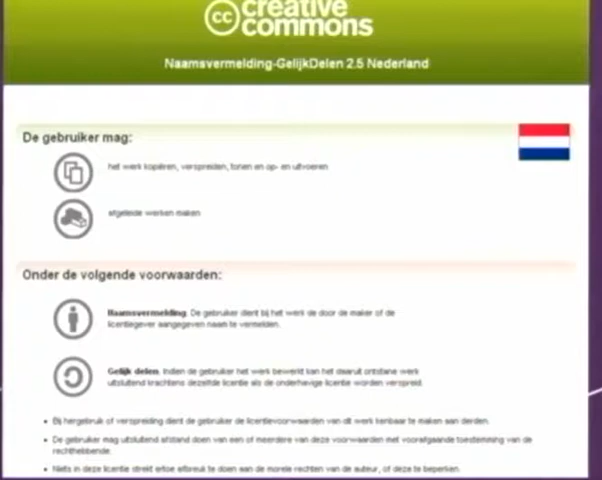 cc creative
commons
Naamsvermelding-GelijkDelen 2.5 Nederland
De gebruiker mag:
het werk kopiëren, verspreiden, tonen en op- en uitvoeren
afgeleide werken maken
Onder de volgende voorwaarden:
Naamsvermelding. De gebruiker dient bij het werk de door de maker of de
licentiegever aangegeven naam te vermelden.
Gelijk delen. Indien de gebruiker het werk bewerkt kan het daaruit ontstane werk
uitsluitend krachtens dezelfde licentie als de onderhavige licentie worden verspreid.
• Bij hergebruik of verspreiding dient de gebruiker de licentievoorwaarden van dit werk kenbaar te maken aan derden.
• De gebruiker mag uitsluitend afstand doen van een of meerdere van deze voorwaarden met voorafgaande toestemming van de
rechthebbende.
• Niets in deze licentie strekt ertoe afbreuk te doen aan de morele rechten van de auteur, of deze te beperken.